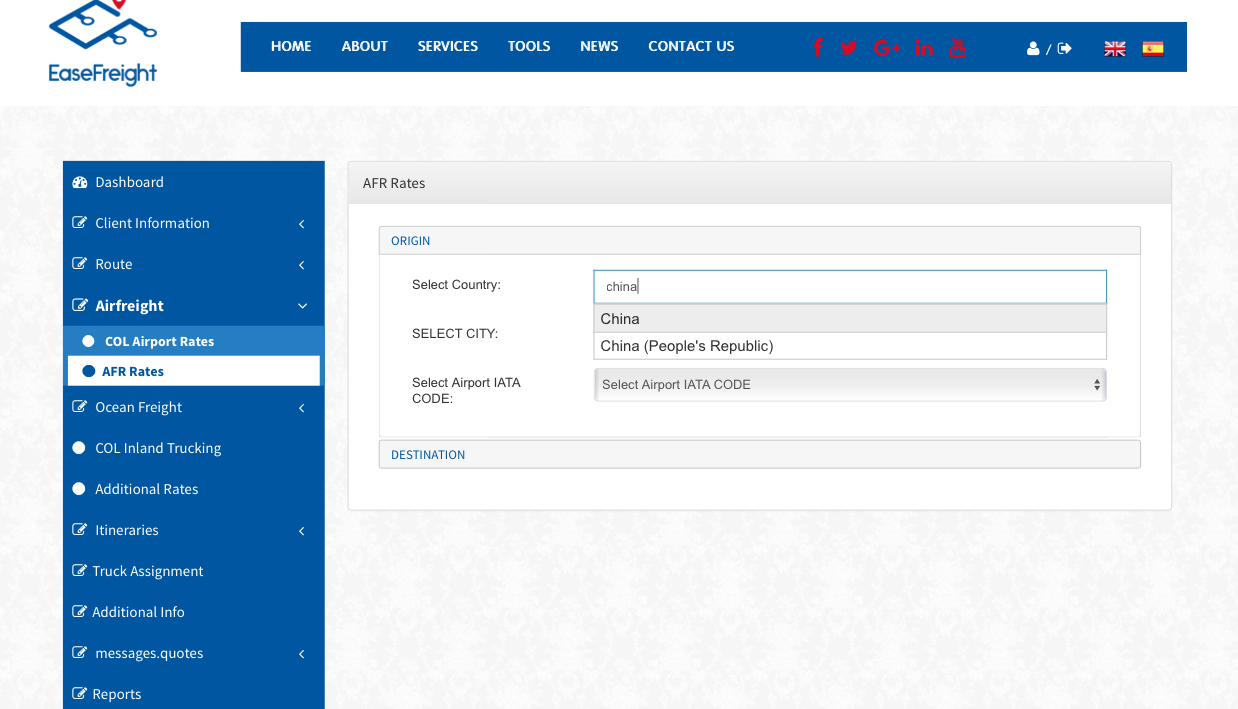 EaseFreight
HOME ABOUT SERVICES TOOLS NEWS CONTACT US /
Dashboard
Client Information
Route
Airfreight
COL Airport Rates
AFR Rates
Ocean Freight
COL Inland Trucking
Additional Rates
Itineraries
Truck Assignment
Additional Info
messages.quotes
Reports
AFR Rates
ORIGIN
Select Country:
china
China
China (People's Republic)
SELECT CITY:
Select Airport IATA
CODE:
Select Airport IATA CODE
DESTINATION